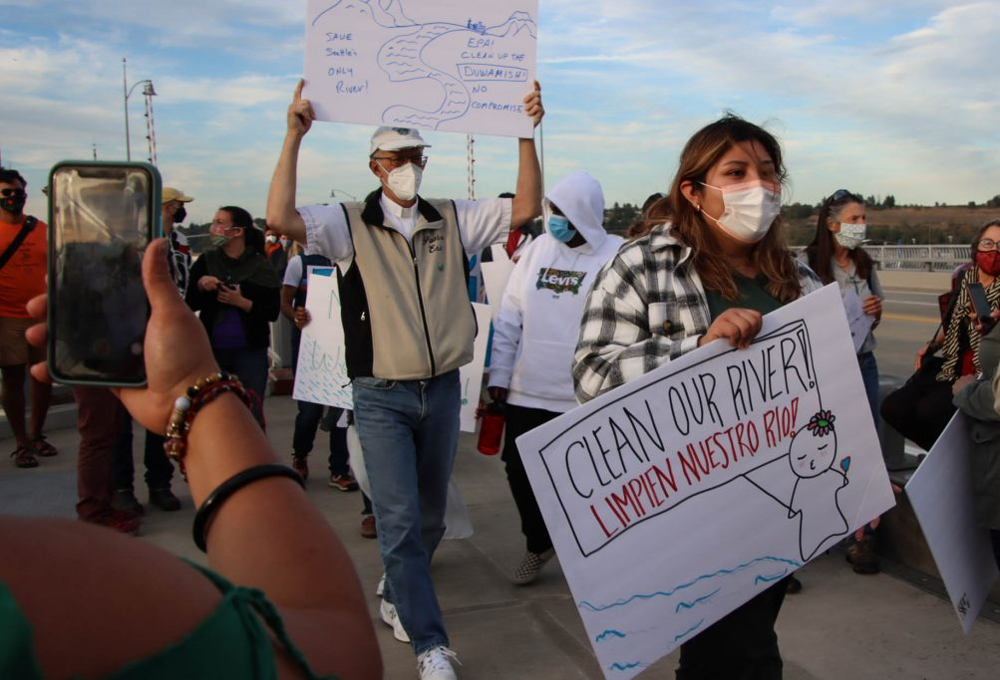 SAVE
Seattle's
ONLY
River!
EPA!
CLEAN UP THE
DUWAMISH!
NO
COMPROMISE
LEVI'S
CLEAN OUR RIVER!!
LIMPIEN NUESTRO RIO!